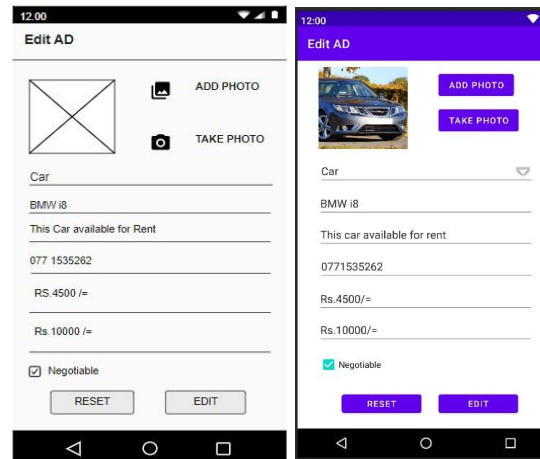 12.00
Edit AD
ADD PHOTO
TAKE PHOTO
Car
BMW i8
This Car available for Rent
077 1535262
RS.4500 /=
Rs.10000 /=
Negotiable
RESET EDIT
12:00
Edit AD
ADD PHOTO
TAKE PHOTO
Car
BMW i8
This car available for rent
0771535262
Rs.4500/=
Rs.10000/=
Negotiable
RESET EDIT